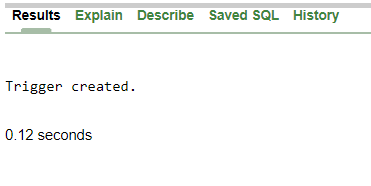 Results Explain Describe Saved SQL History
Trigger created.
0.12 seconds